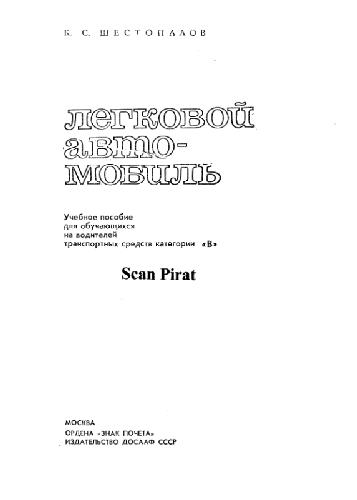 К. С. ШЕСТОПАЛОВ
ЛЕГКОВОЙ
АВТО-
МОБИЛЬ
Учебное пособие
для обучающихся
на водителей
транспортных средств категории «В»
Scan Pirat
МОСКВА
ОРДЕНА «ЗНАК ПОЧЕТА»
ИЗДАТЕЛЬСТВО ДОСААФ СССР